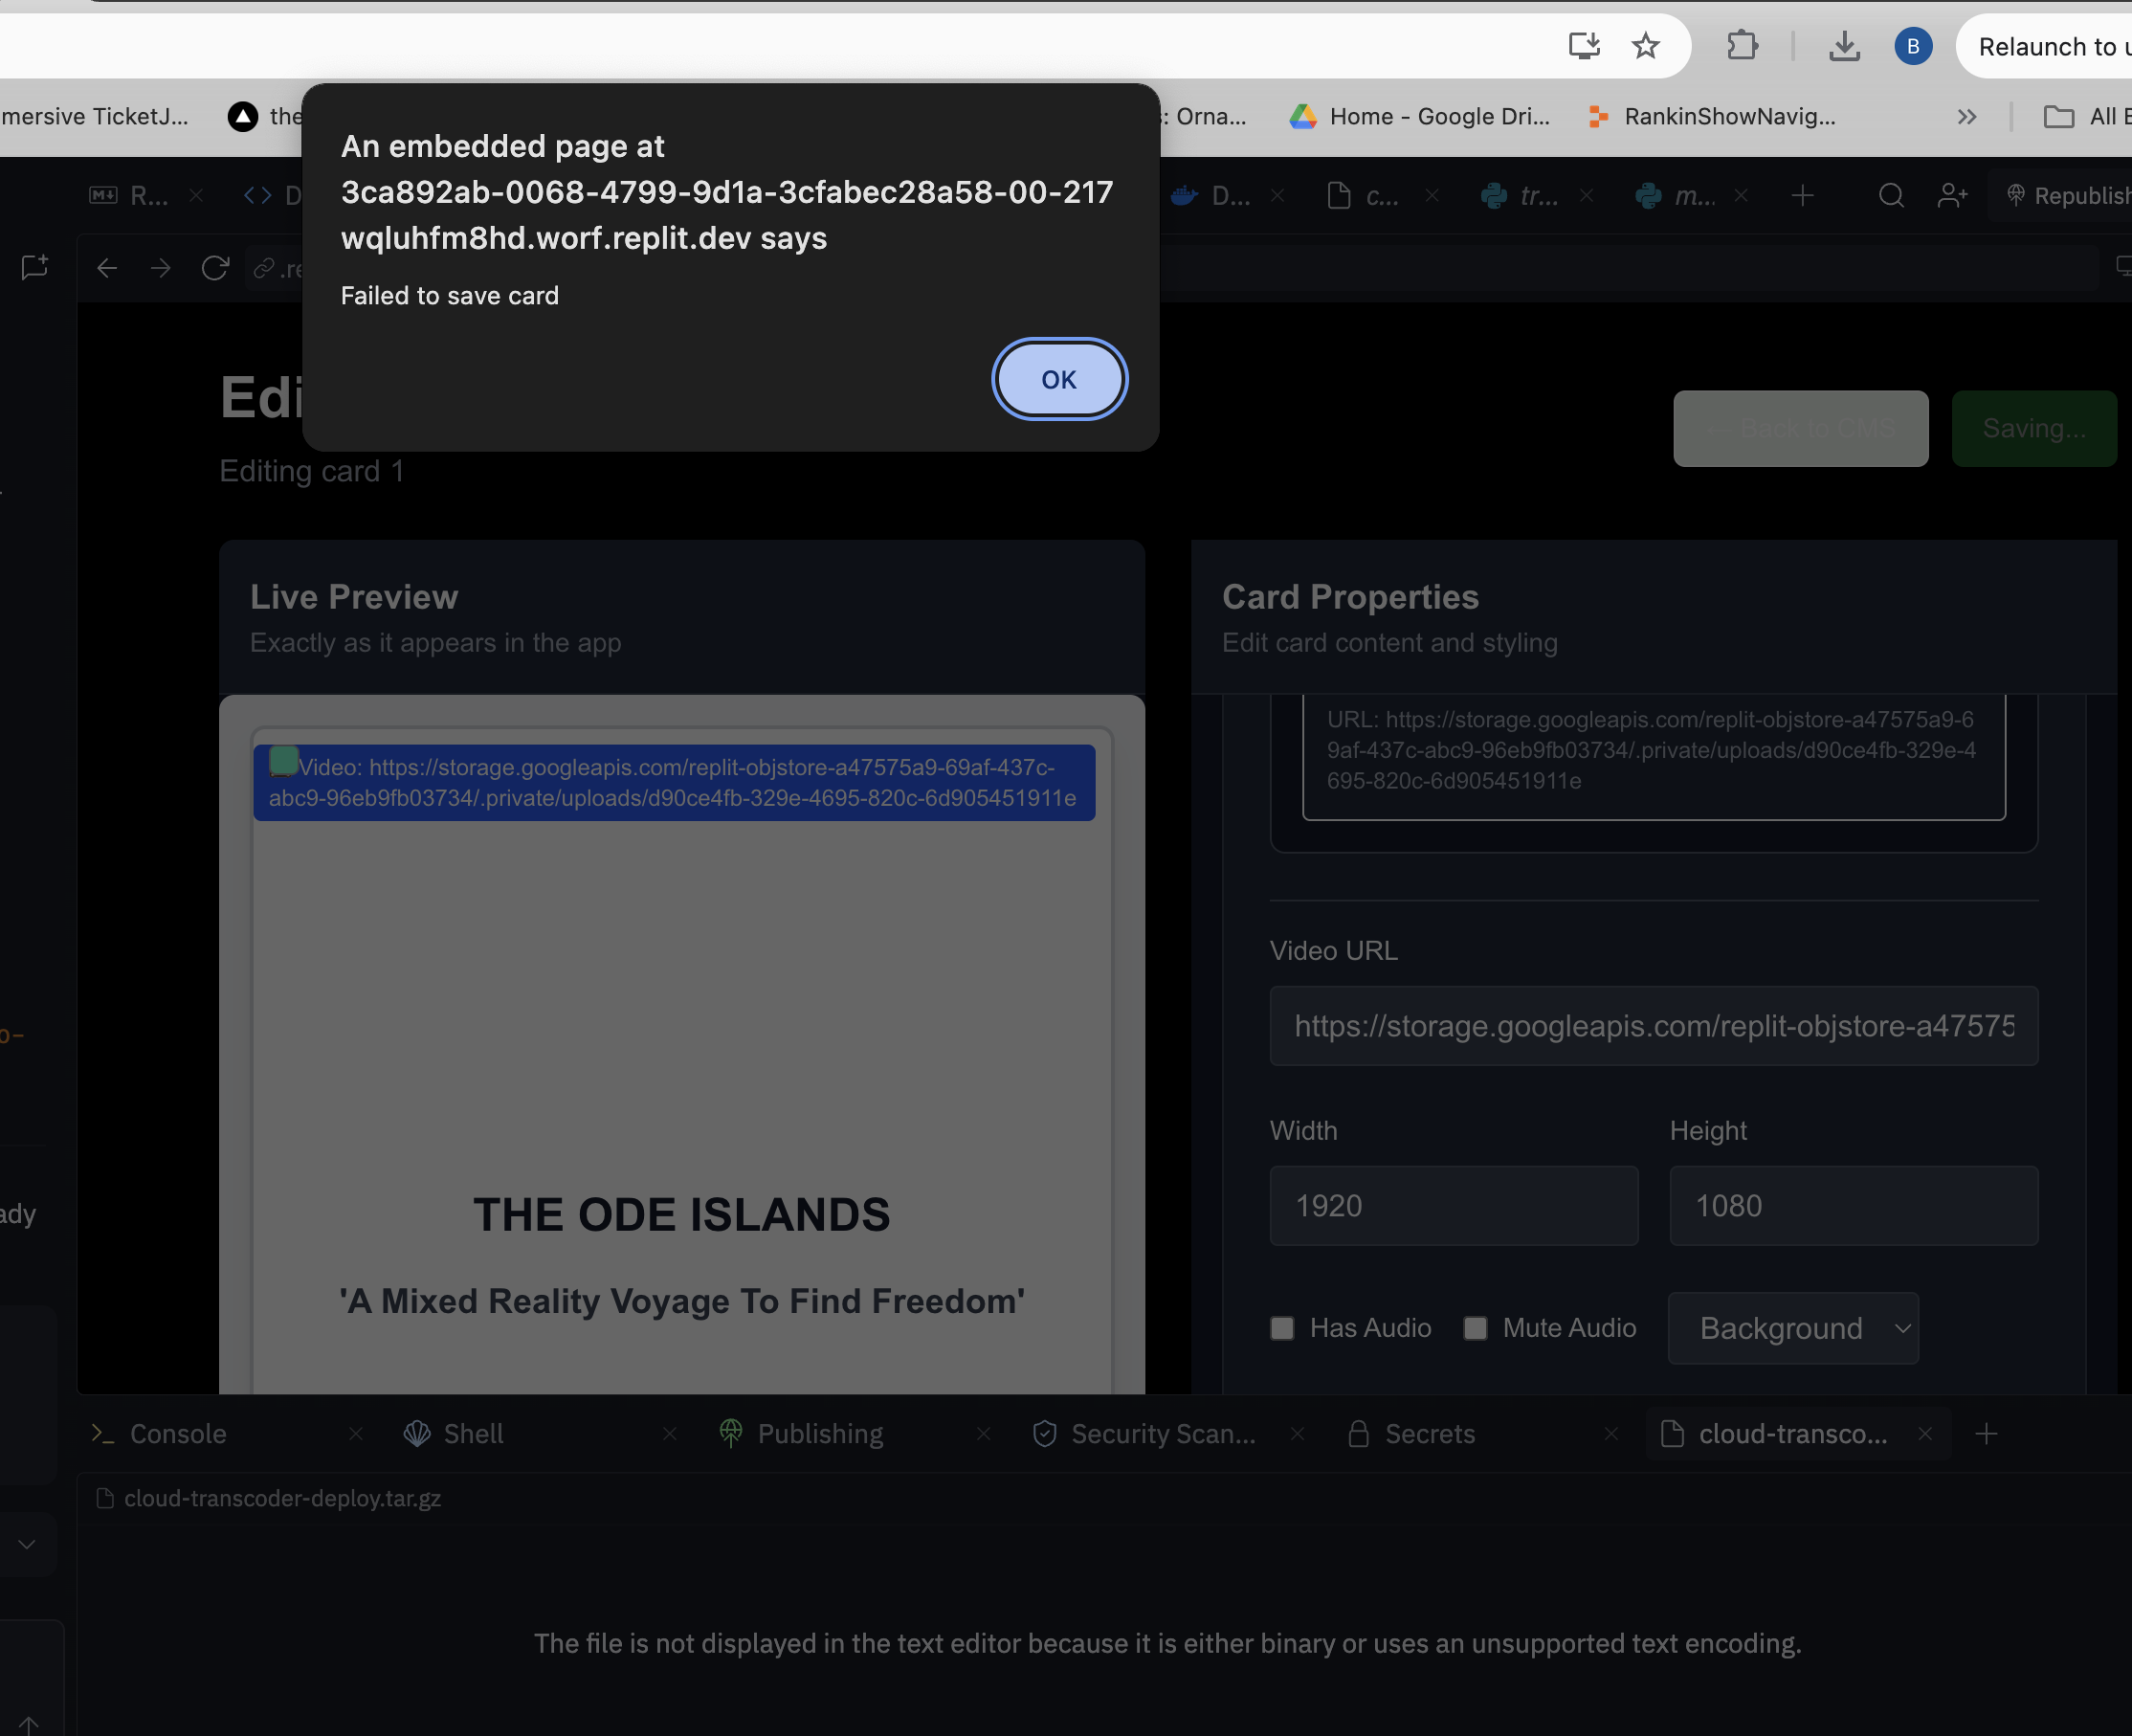 Relaunch to u
mersive TicketJ...
the
: Orna...
Home - Google Dri...
RankinShowNavig...
All B
An embedded page at
3ca892ab-0068-4799-9d1a-3cfabec28a58-00-217
wqluhfm8hd.worf.replit.dev says
Failed to save card
OK
B
R...
D
D...
c...
tr...
m...
Republish
.re
Edi
Editing card 1
← Back to CMS
Saving...
Live Preview
Exactly as it appears in the app
Video: https://storage.googleapis.com/replit-objstore-a47575a9-69af-437c-
abc9-96eb9fb03734/.private/uploads/d90ce4fb-329e-4695-820c-6d905451911e
THE ODE ISLANDS
'A Mixed Reality Voyage To Find Freedom'
Card Properties
Edit card content and styling
URL: https://storage.googleapis.com/replit-objstore-a47575a9-6
9af-437c-abc9-96eb9fb03734/.private/uploads/d90ce4fb-329e-4
695-820c-6d905451911e
Video URL
https://storage.googleapis.com/replit-objstore-a47575
Width
Height
1920
1080
Has Audio
Mute Audio
Background
o-
ady
Console
Shell
Publishing
Security Scan...
Secrets
cloud-transco...
cloud-transcoder-deploy.tar.gz
The file is not displayed in the text editor because it is either binary or uses an unsupported text encoding.